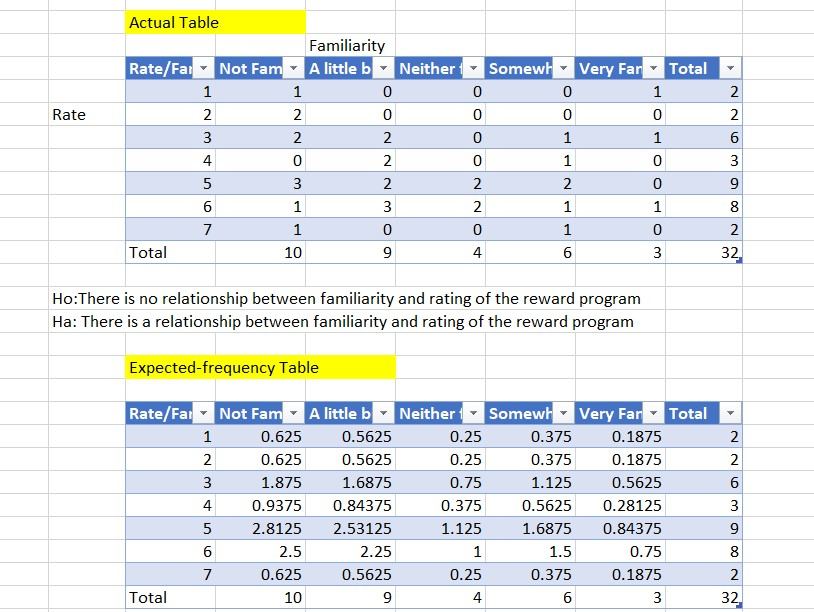 Actual Table
Familiarity
Rate/Far Not Fam A little b Neither f Somewh Very Far Total
1 1 0 0 0 1 2
Rate 2 2 0 0 0 0 2
3 2 2 0 1 1 6
4 0 2 0 1 0 3
5 3 2 2 2 0 9
6 1 3 2 1 1 8
7 1 0 0 1 0 2
Total 10 9 4 6 3 32
Ho:There is no relationship between familiarity and rating of the reward program
Ha: There is a relationship between familiarity and rating of the reward program
Expected-frequency Table
Rate/Far Not Fam A little b Neither f Somewh Very Far Total
1 0.625 0.5625 0.25 0.375 0.1875 2
2 0.625 0.5625 0.25 0.375 0.1875 2
3 1.875 1.6875 0.75 1.125 0.5625 6
4 0.9375 0.84375 0.375 0.5625 0.28125 3
5 2.8125 2.53125 1.125 1.6875 0.84375 9
6 2.5 2.25 1 1.5 0.75 8
7 0.625 0.5625 0.25 0.375 0.1875 2
Total 10 9 4 6 3 32